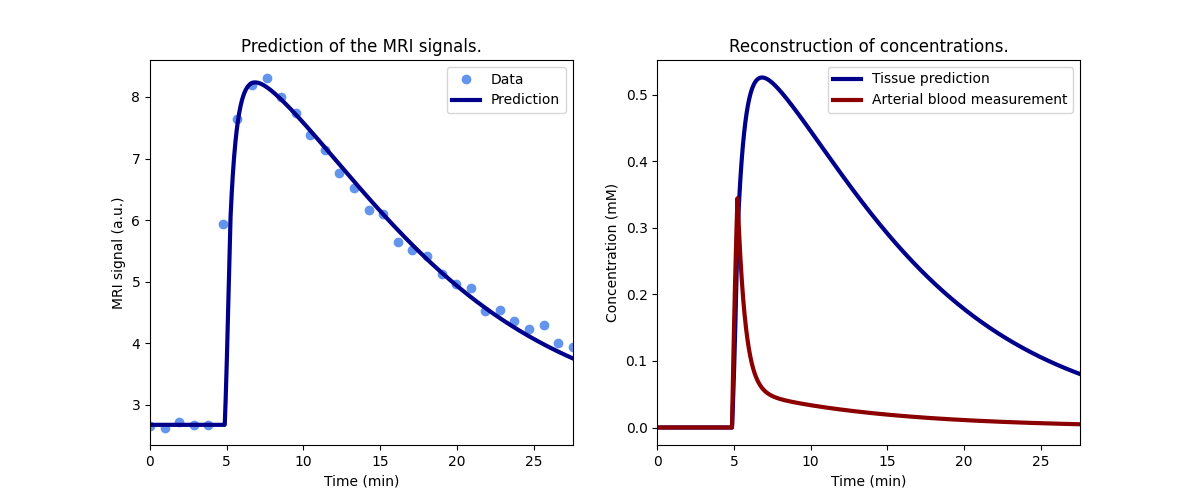 Prediction of the MRI signals.
MRI signal (a.u.)
8
7
6
5
4
3
0
5
10
15
20
25
Time (min)
Data
Prediction
Reconstruction of concentrations.
Concentration (mM)
0.5
0.4
0.3
0.2
0.1
0.0
0
5
10
15
20
25
Time (min)
Tissue prediction
Arterial blood measurement